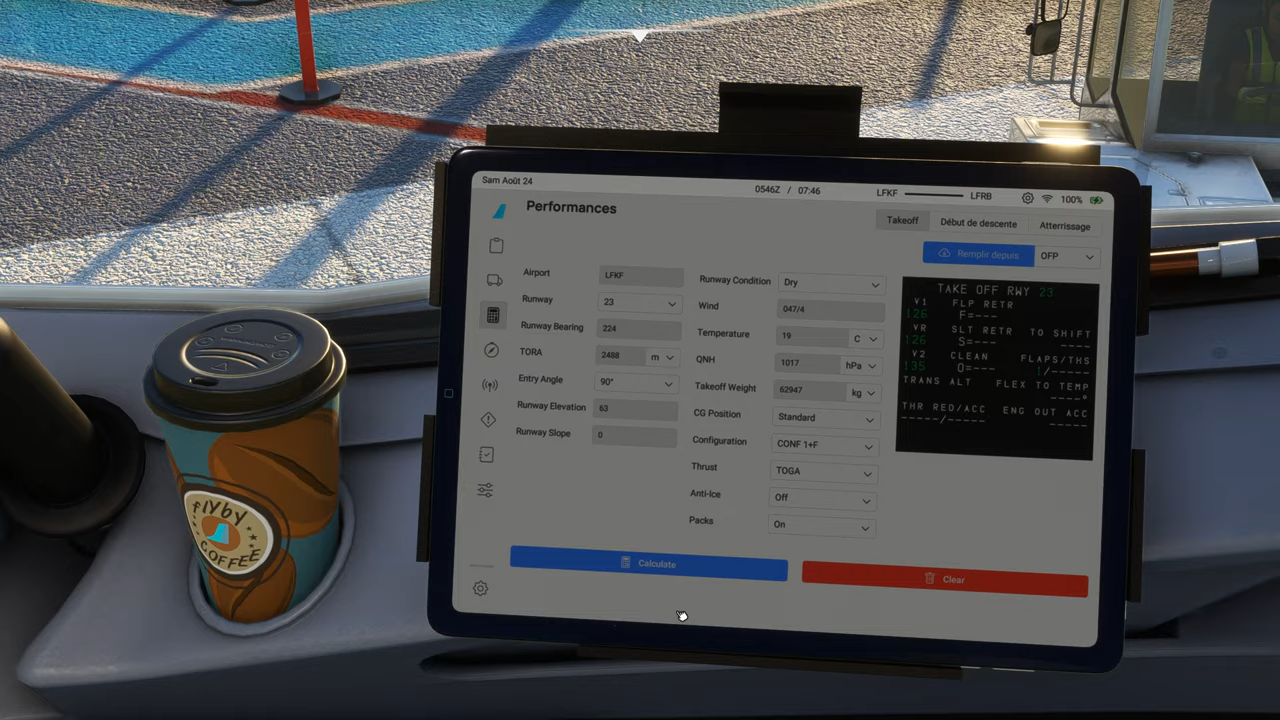 Sam Août 24
0546Z / 07:46
LFKF
LFRB
100%
Performances
Takeoff
Début de descente
Atterrissage
Remplir depuis
OFP
Airport
LFKF
Runway
23
Runway Bearing
224
TORA
2488
m
Entry Angle
90°
Runway Elevation
63
Runway Slope
0
Runway Condition
Dry
Wind
047/4
Temperature
19
C
QNH
1017
hPa
Takeoff Weight
62947
kg
CG Position
Standard
Configuration
CONF 1+F
Thrust
TOGA
Anti-Ice
Off
Packs
On
TAKE OFF RWY 23
V1 FLP RETR
126 F=---
VR SLT RETR TO SHIFT
126 S=--- ----
V2 CLEAN FLAPS/THS
135 O=--- 1/-----
TRANS ALT FLEX TO TEMP
----°
THR RED/ACC ENG OUT ACC
-----/----- -----
Calculate
Clear
flyby
COFFEE